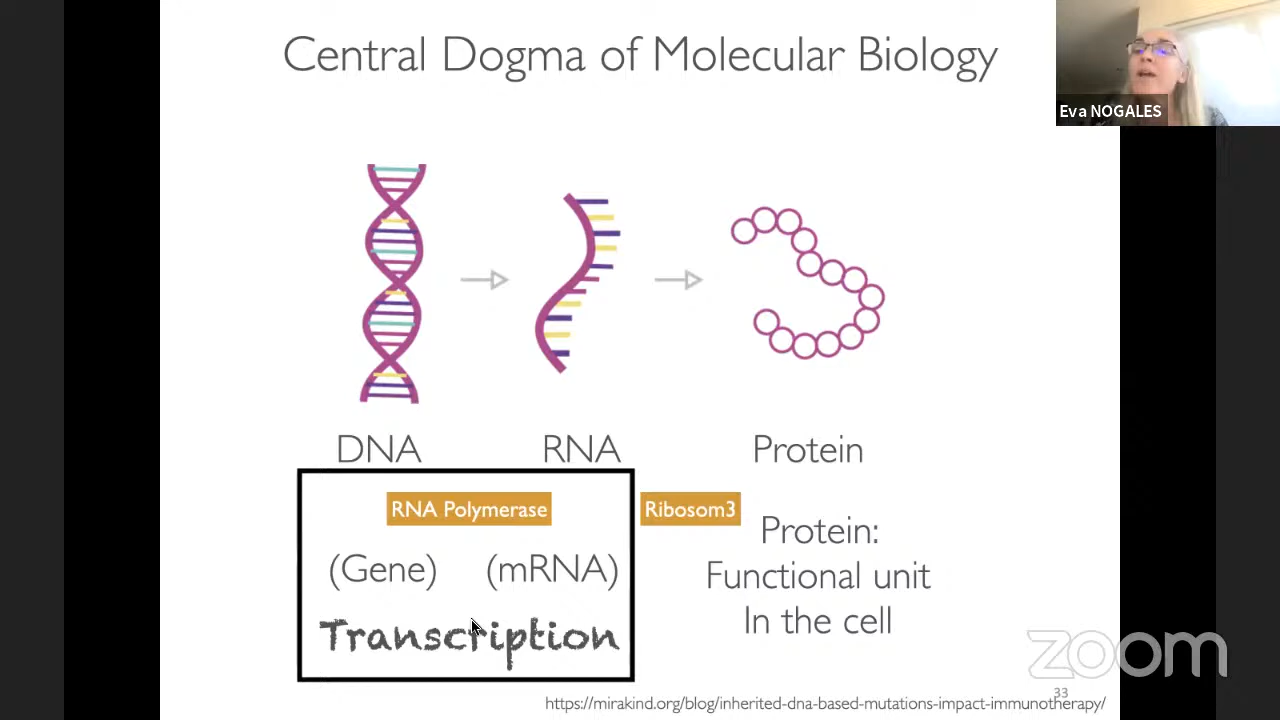 Central Dogma of Molecular Biology
Eva NOGALES
DNA
RNA
Protein
RNA Polymerase
Ribosom3
(Gene)
(mRNA)
Transcription
Protein:
Functional unit
In the cell
zoom
33
https://mirakind.org/blog/inherited-dna-based-mutations-impact-immunotherapy/